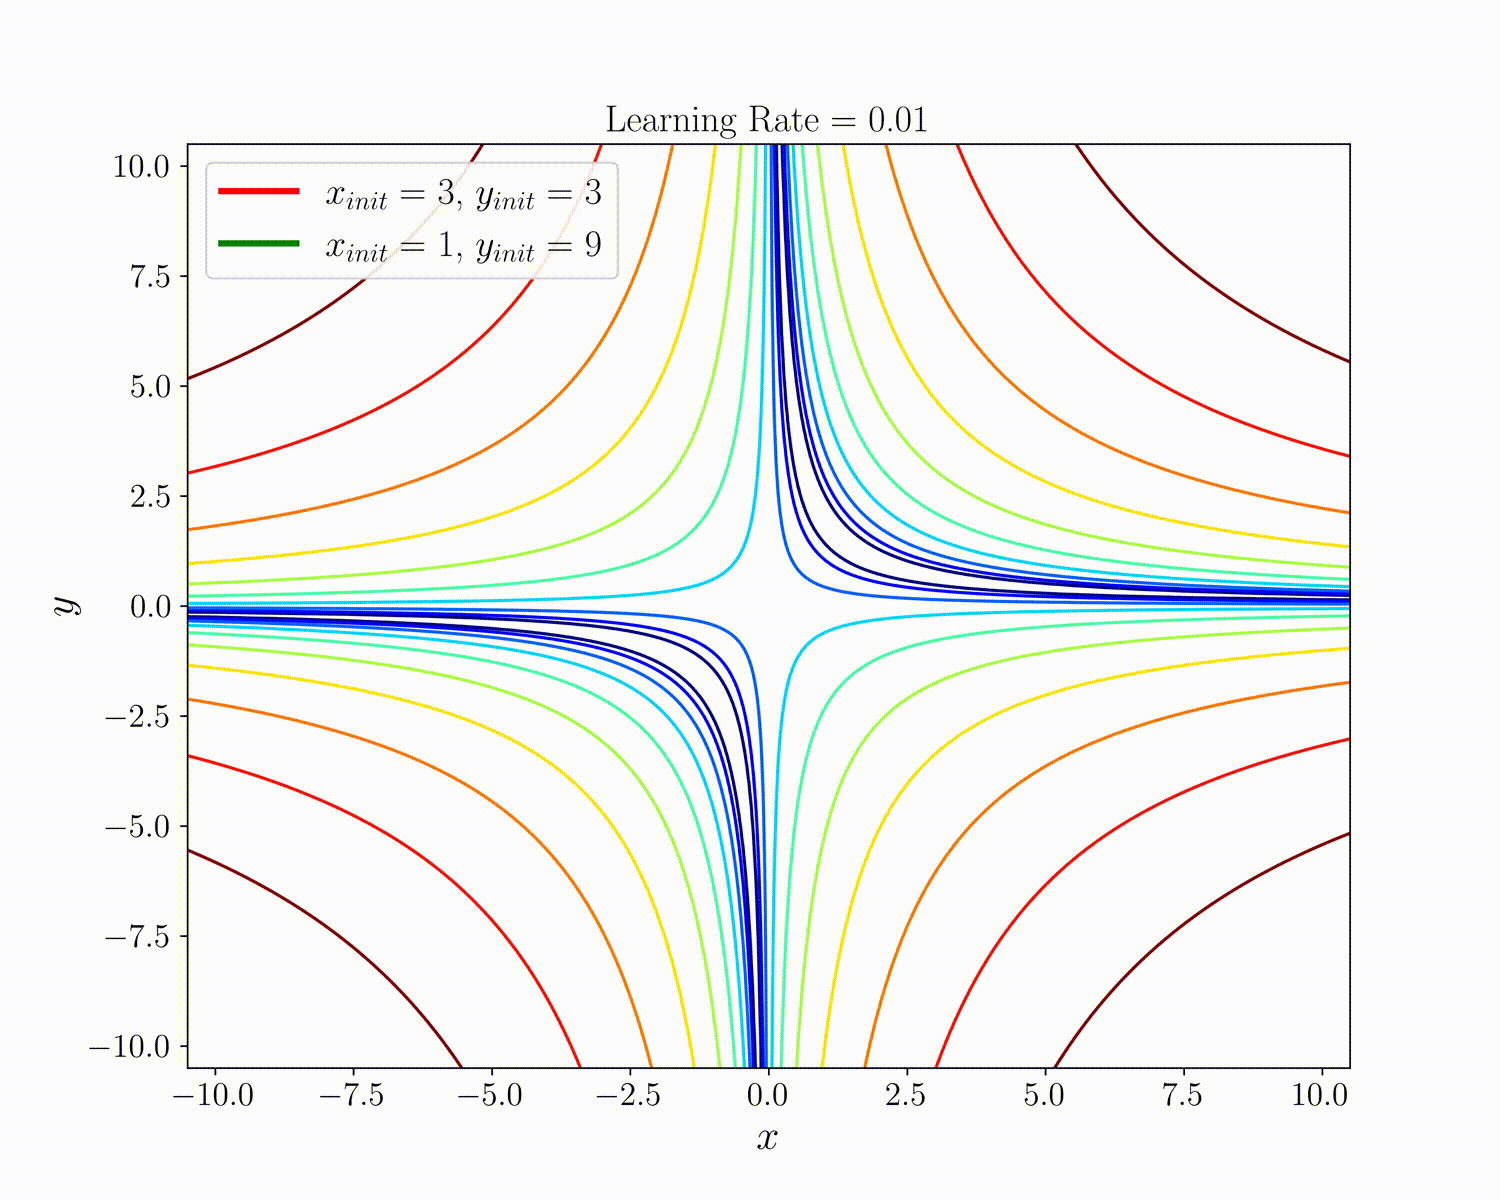 Learning Rate = 0.01
x_init = 3, y_init = 3
x_init = 1, y_init = 9
10.0
7.5
5.0
2.5
0.0
−2.5
−5.0
−7.5
−10.0
y
−10.0 −7.5 −5.0 −2.5 0.0 2.5 5.0 7.5 10.0
x